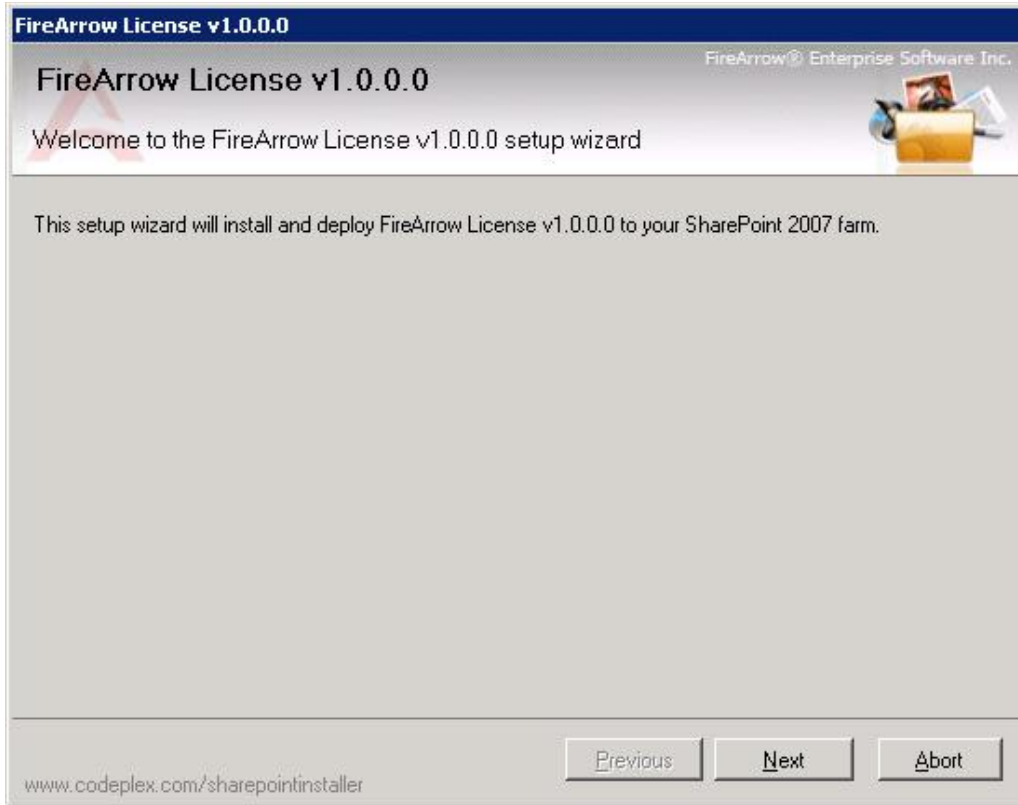 FireArrow License v1.0.0.0
FireArrow® Enterprise Software Inc.
FireArrow License v1.0.0.0
Welcome to the FireArrow License v1.0.0.0 setup wizard
This setup wizard will install and deploy FireArrow License v1.0.0.0 to your SharePoint 2007 farm.
Previous
Next
Abort
www.codeplex.com/sharepointinstaller